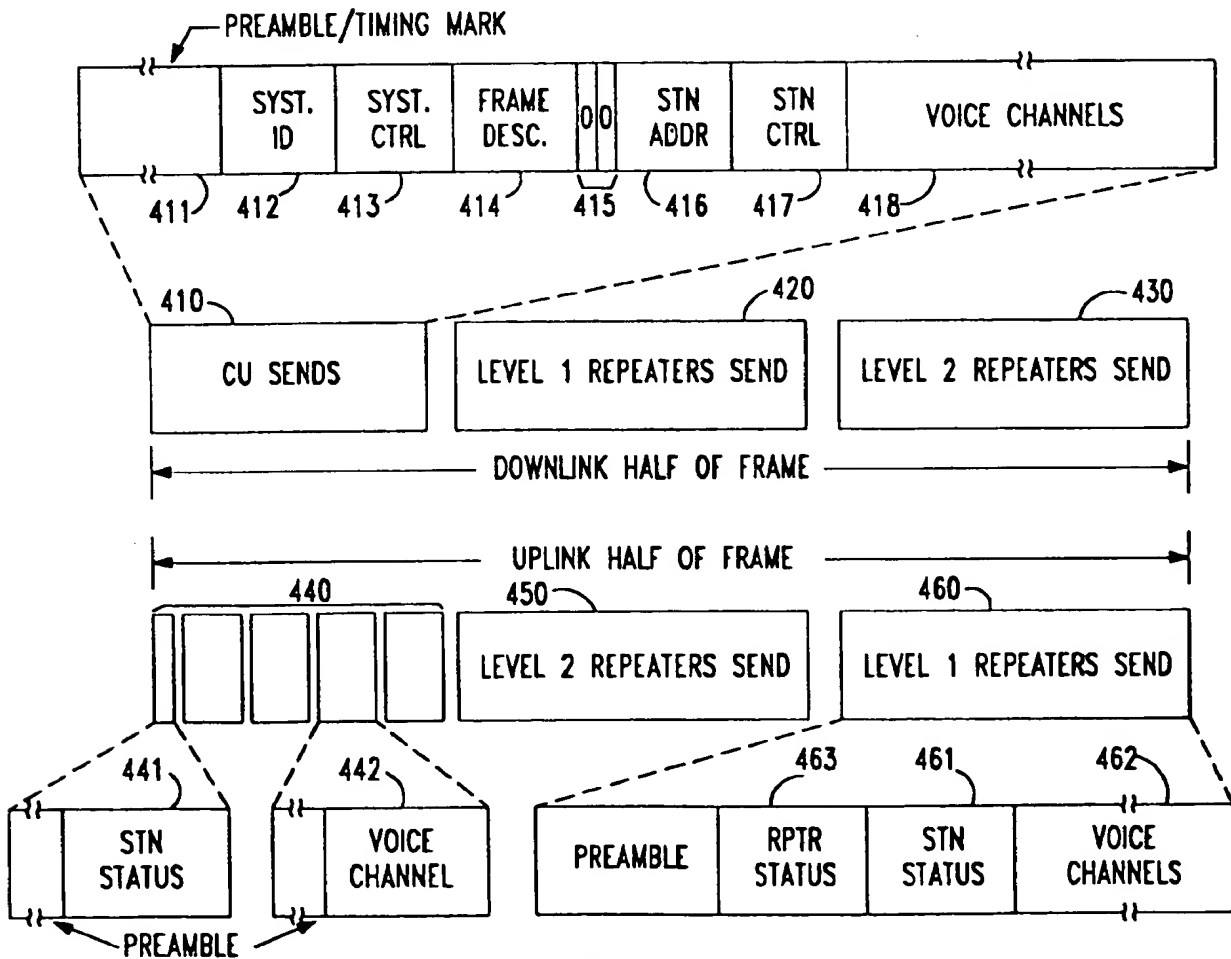 PREAMBLE/TIMING MARK
SYST. ID
SYST. CTRL
FRAME DESC.
0 0
STN ADDR
STN CTRL
VOICE CHANNELS
411 412 413 414 415 416 417 418
410 420 430
CU SENDS
LEVEL 1 REPEATERS SEND
LEVEL 2 REPEATERS SEND
DOWNLINK HALF OF FRAME
UPLINK HALF OF FRAME
440 450 460
LEVEL 2 REPEATERS SEND
LEVEL 1 REPEATERS SEND
441 442 463 461 462
STN STATUS
VOICE CHANNEL
PREAMBLE
RPTR STATUS
STN STATUS
VOICE CHANNELS
PREAMBLE